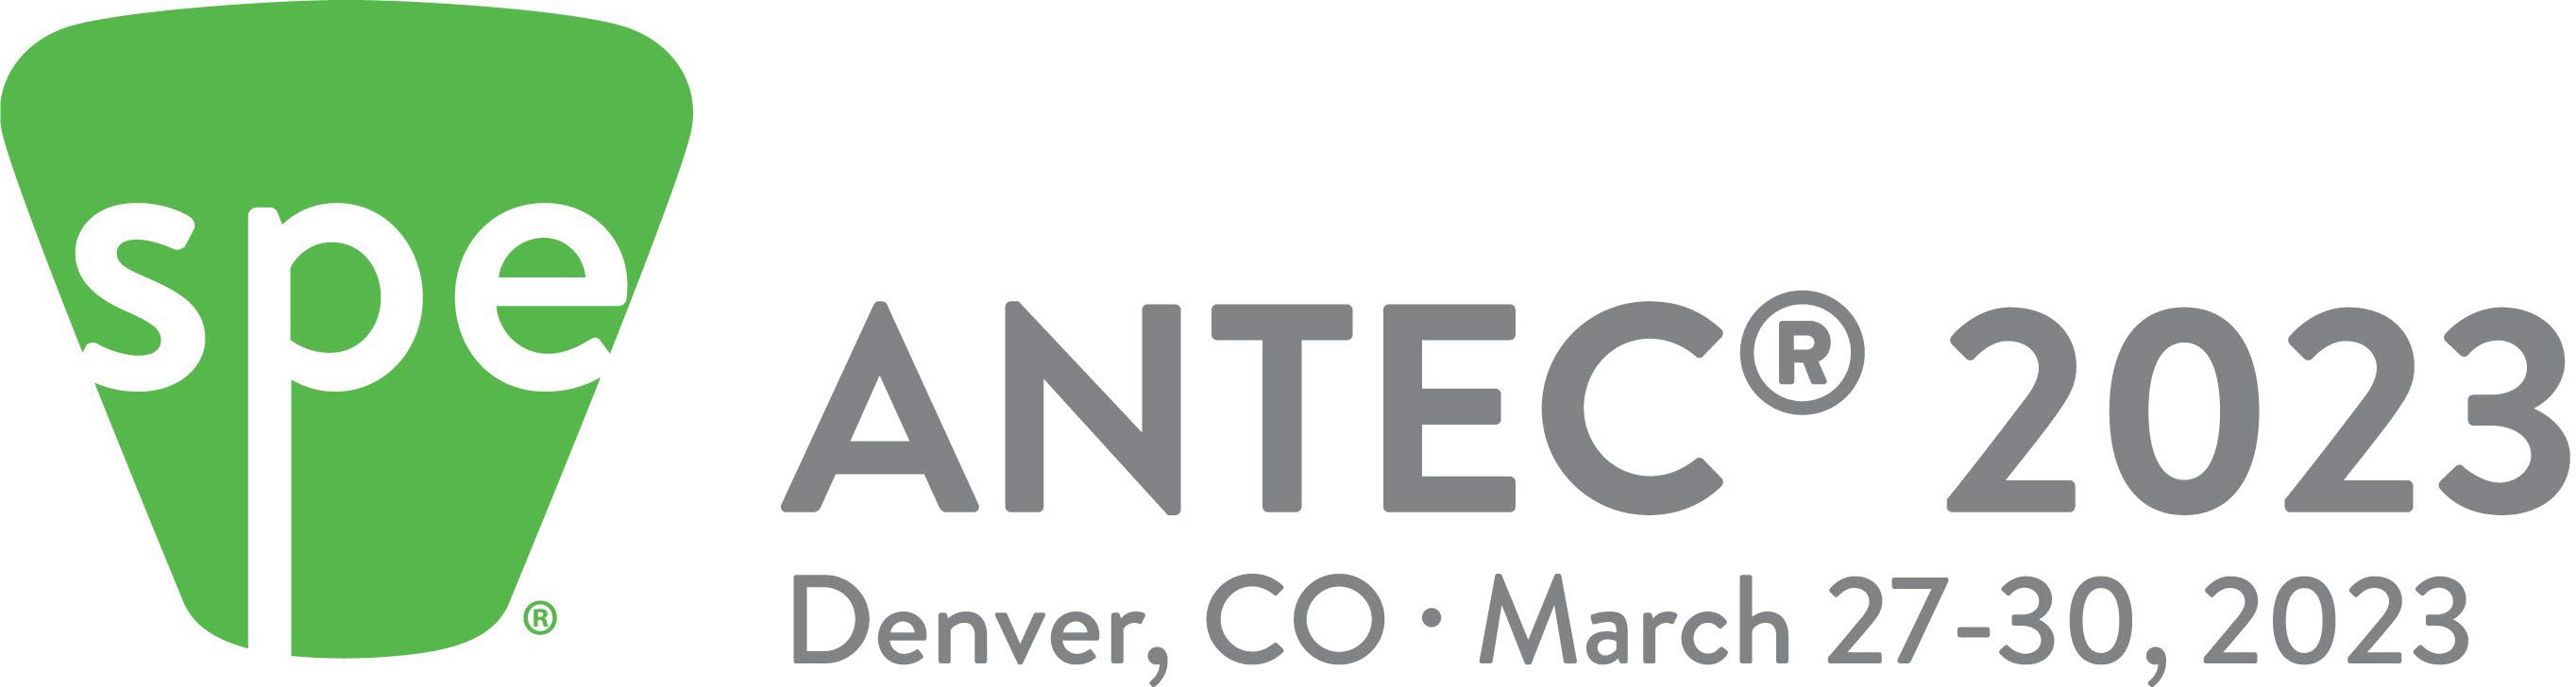 spe®
ANTEC® 2023
Denver, CO • March 27-30, 2023